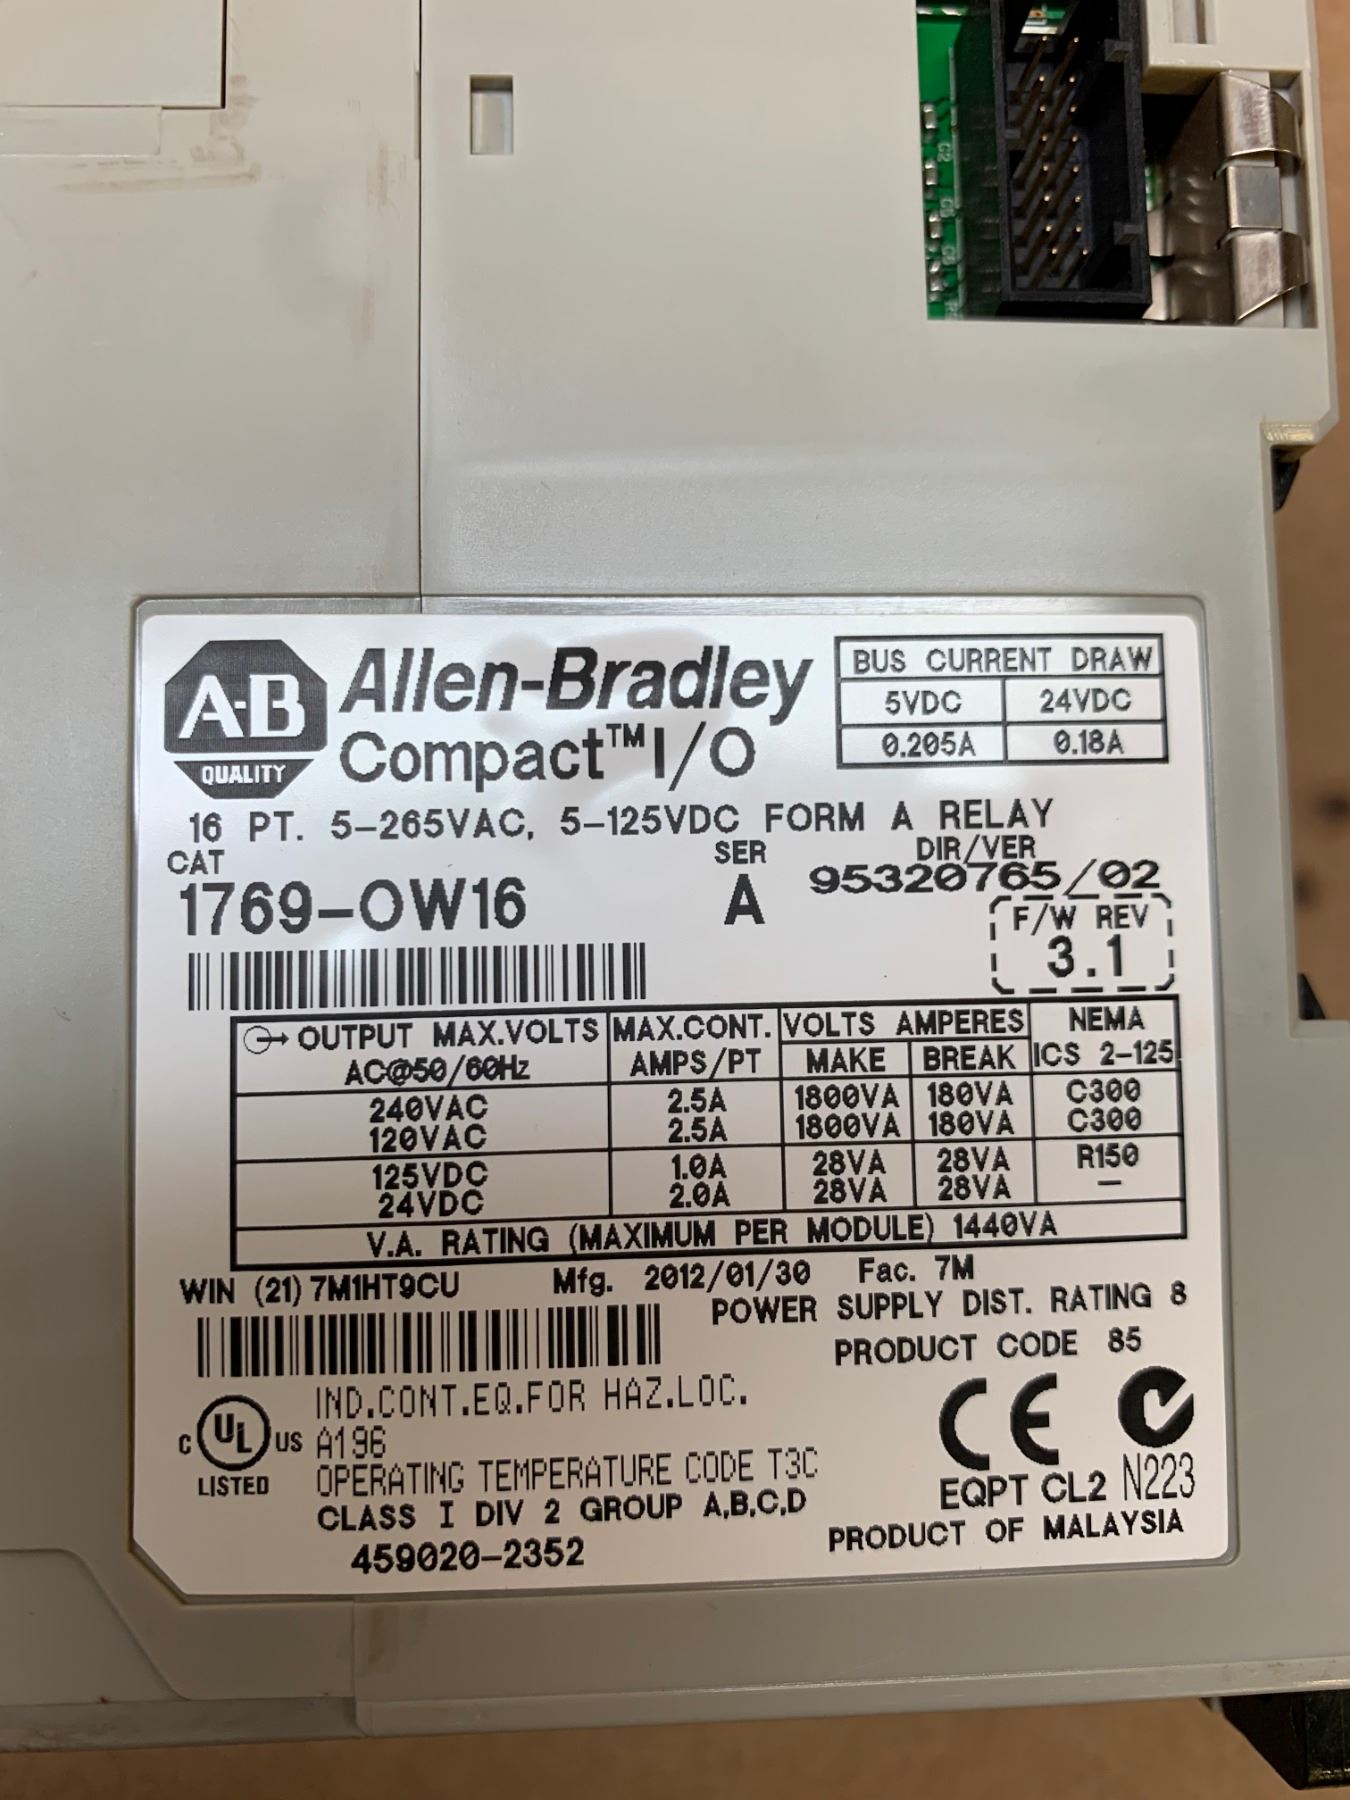 A-B
QUALITY
Allen-Bradley
Compact™ I/O
BUS CURRENT DRAW
5VDC 24VDC
0.205A 0.18A
16 PT. 5-265VAC, 5-125VDC FORM A RELAY
CAT SER DIR/VER
1769-OW16 A 95320765/02
F/W REV
3.1
OUTPUT MAX.VOLTS MAX.CONT. VOLTS AMPERES NEMA
AC@50/60Hz AMPS/PT MAKE BREAK ICS 2-125
240VAC 2.5A 1800VA 180VA C300
120VAC 2.5A 1800VA 180VA C300
125VDC 1.0A 28VA 28VA R150
24VDC 2.0A 28VA 28VA —
V.A. RATING (MAXIMUM PER MODULE) 1440VA
WIN (21) 7M1HT9CU Mfg. 2012/01/30 Fac. 7M
POWER SUPPLY DIST. RATING 8
PRODUCT CODE 85
C UL US
LISTED
IND.CONT.EQ.FOR HAZ.LOC.
A196
OPERATING TEMPERATURE CODE T3C
CLASS I DIV 2 GROUP A,B,C,D
459020-2352
CE
EQPT CL2 N223
PRODUCT OF MALAYSIA